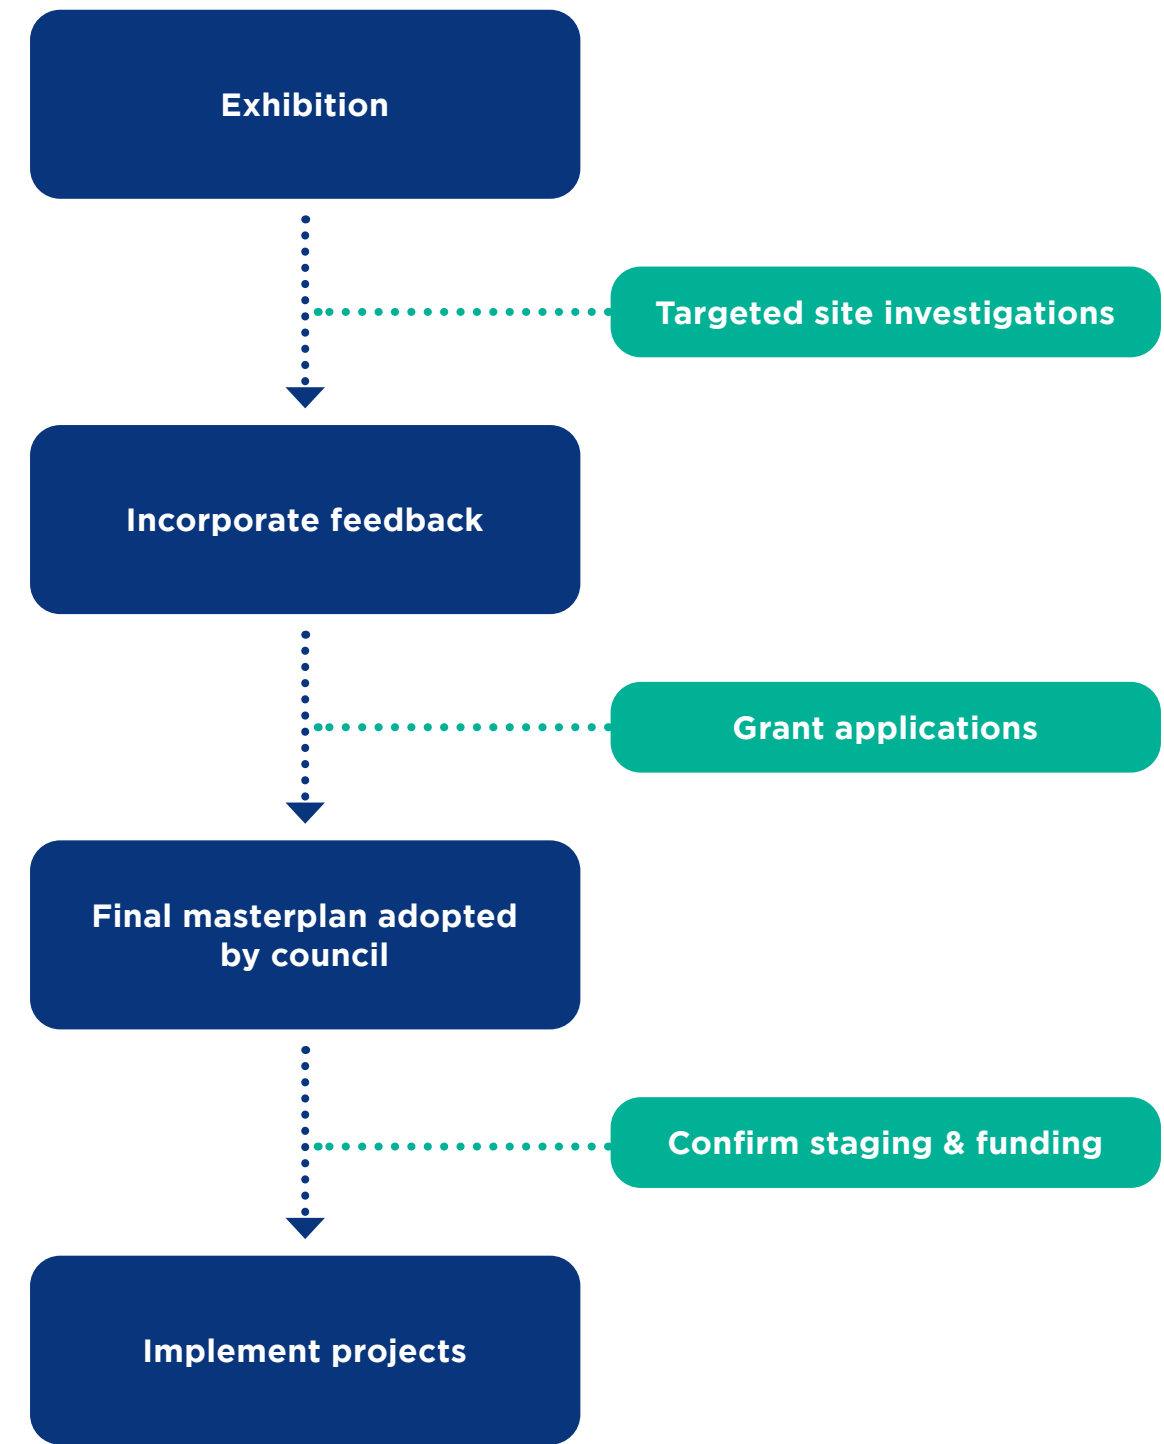 Exhibition
Targeted site investigations
Incorporate feedback
Grant applications
Final masterplan adopted
by council
Confirm staging & funding
Implement projects